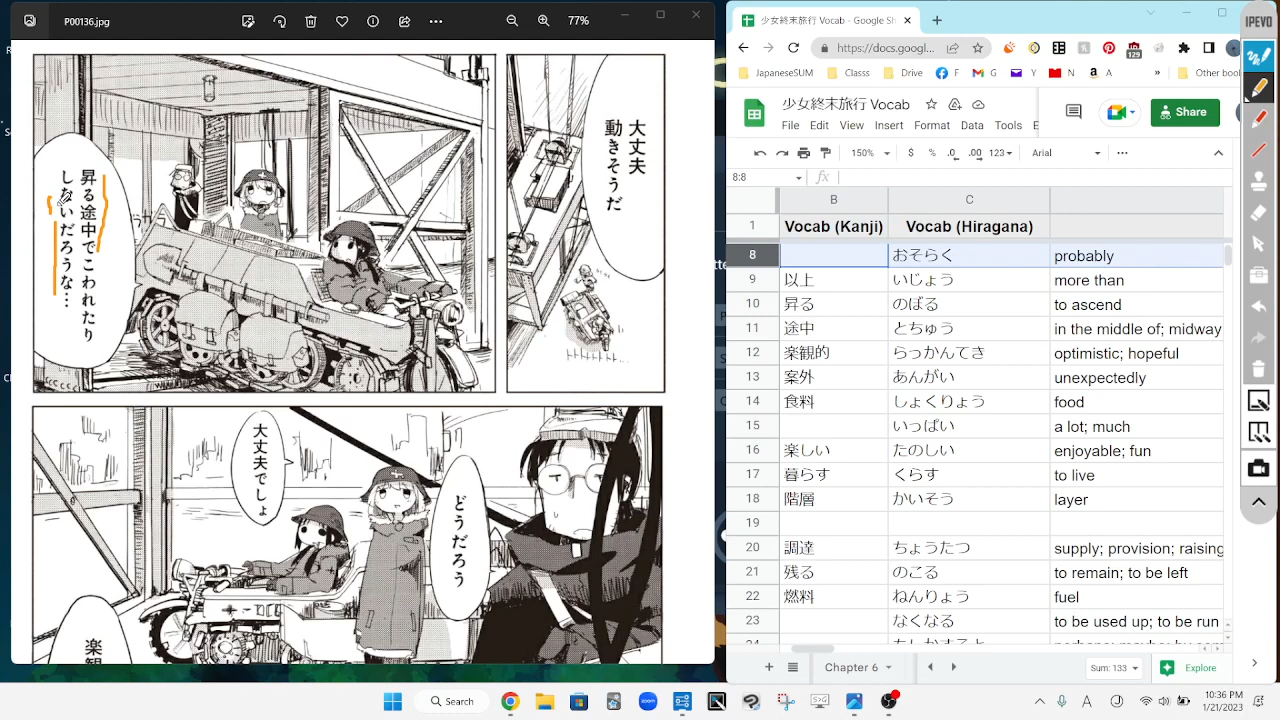 P00136.jpg
77%
大丈夫
動きそうだ
昇る途中でこわれたり
しないだろうな…
大丈夫でしょ
どうだろう
楽観
少女終末旅行 Vocab - Google Sh
https://docs.googl...
JapaneseSUM
Classs
Drive
F
G
Y
N
A
Other book
129
少女終末旅行 Vocab
Share
File Edit View Insert Format Data Tools E
150%
$ % .0 .00 123
Arial
8:8
B C
1 Vocab (Kanji) Vocab (Hiragana)
8 おそらく probably
9 以上 いじょう more than
10 昇る のばる to ascend
11 途中 とちゅう in the middle of; midway
12 楽観的 らっかんてき optimistic; hopeful
13 案外 あんがい unexpectedly
14 食料 しょくりょう food
15 いっぱい a lot; much
16 楽しい たのしい enjoyable; fun
17 暮らす くらす to live
18 階層 かいそう layer
19
20 調達 ちょうたつ supply; provision; raising
21 残る のこる to remain; to be left
22 燃料 ねんりょう fuel
23 なくなる to be used up; to be run
Chapter 6
Sum: 133
Explore
IPEVO
Search
zoom
A
10:36 PM
10/1/2023